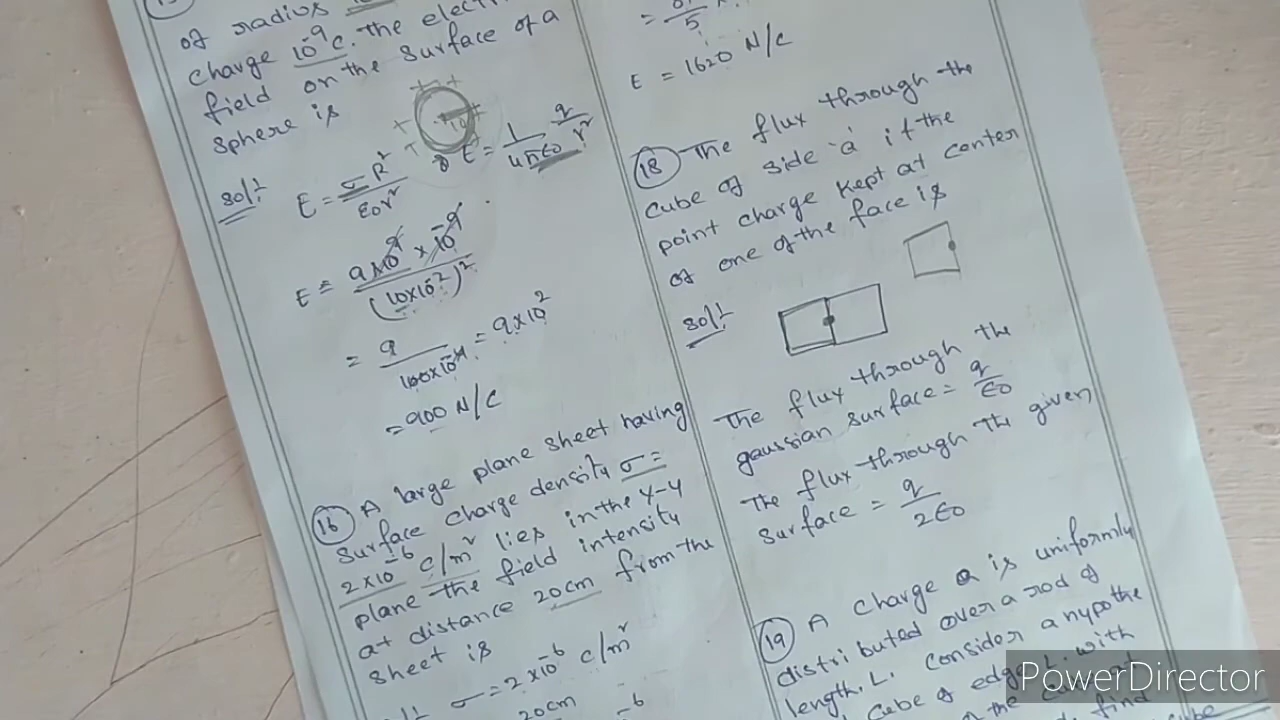 of radius
charge 10⁻⁹c. the elect
field on the surface of a
sphere is
sol:
E = σR²/ε₀r² E = 1/4πε₀ q/r²
E = 9×10⁹ × 10⁻⁹/(10×10⁻²)²
= 9/100×10⁻⁴ = 9×10²
= 900 N/C
16 A large plane sheet having
surface charge density σ =
2×10⁻⁶ c/m² lies in the x-y
plane the field intensity
at distance 20cm from the
sheet is
σ = 2×10⁻⁶ c/m²
20cm
-6
= /5
E = 1620 N/C
18 The flux through the
cube of side 'a' if the
point charge kept at center
of one of the face is
sol:
The flux through the
gaussian surface = q/ε₀
The flux through the given
surface = q/2ε₀
19 A charge Q is uniformly
distributed over a rod of
length. L. consider a hypothe
cube of edge L. with
the
find
cube
PowerDirector